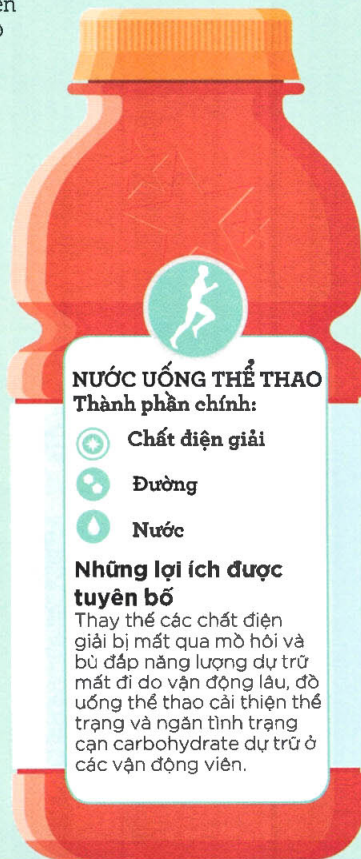 NƯỚC UỐNG THỂ THAO
Thành phần chính:
Chất điện giải
Đường
Nước
Những lợi ích được
tuyên bố
Thay thế các chất điện
giải bị mất qua mồ hôi và
bù đắp năng lượng dự trữ
mất đi do vận động lâu, đồ
uống thể thao cải thiện thể
trạng và ngăn tình trạng
cạn carbohydrate dự trữ ở
các vận động viên.